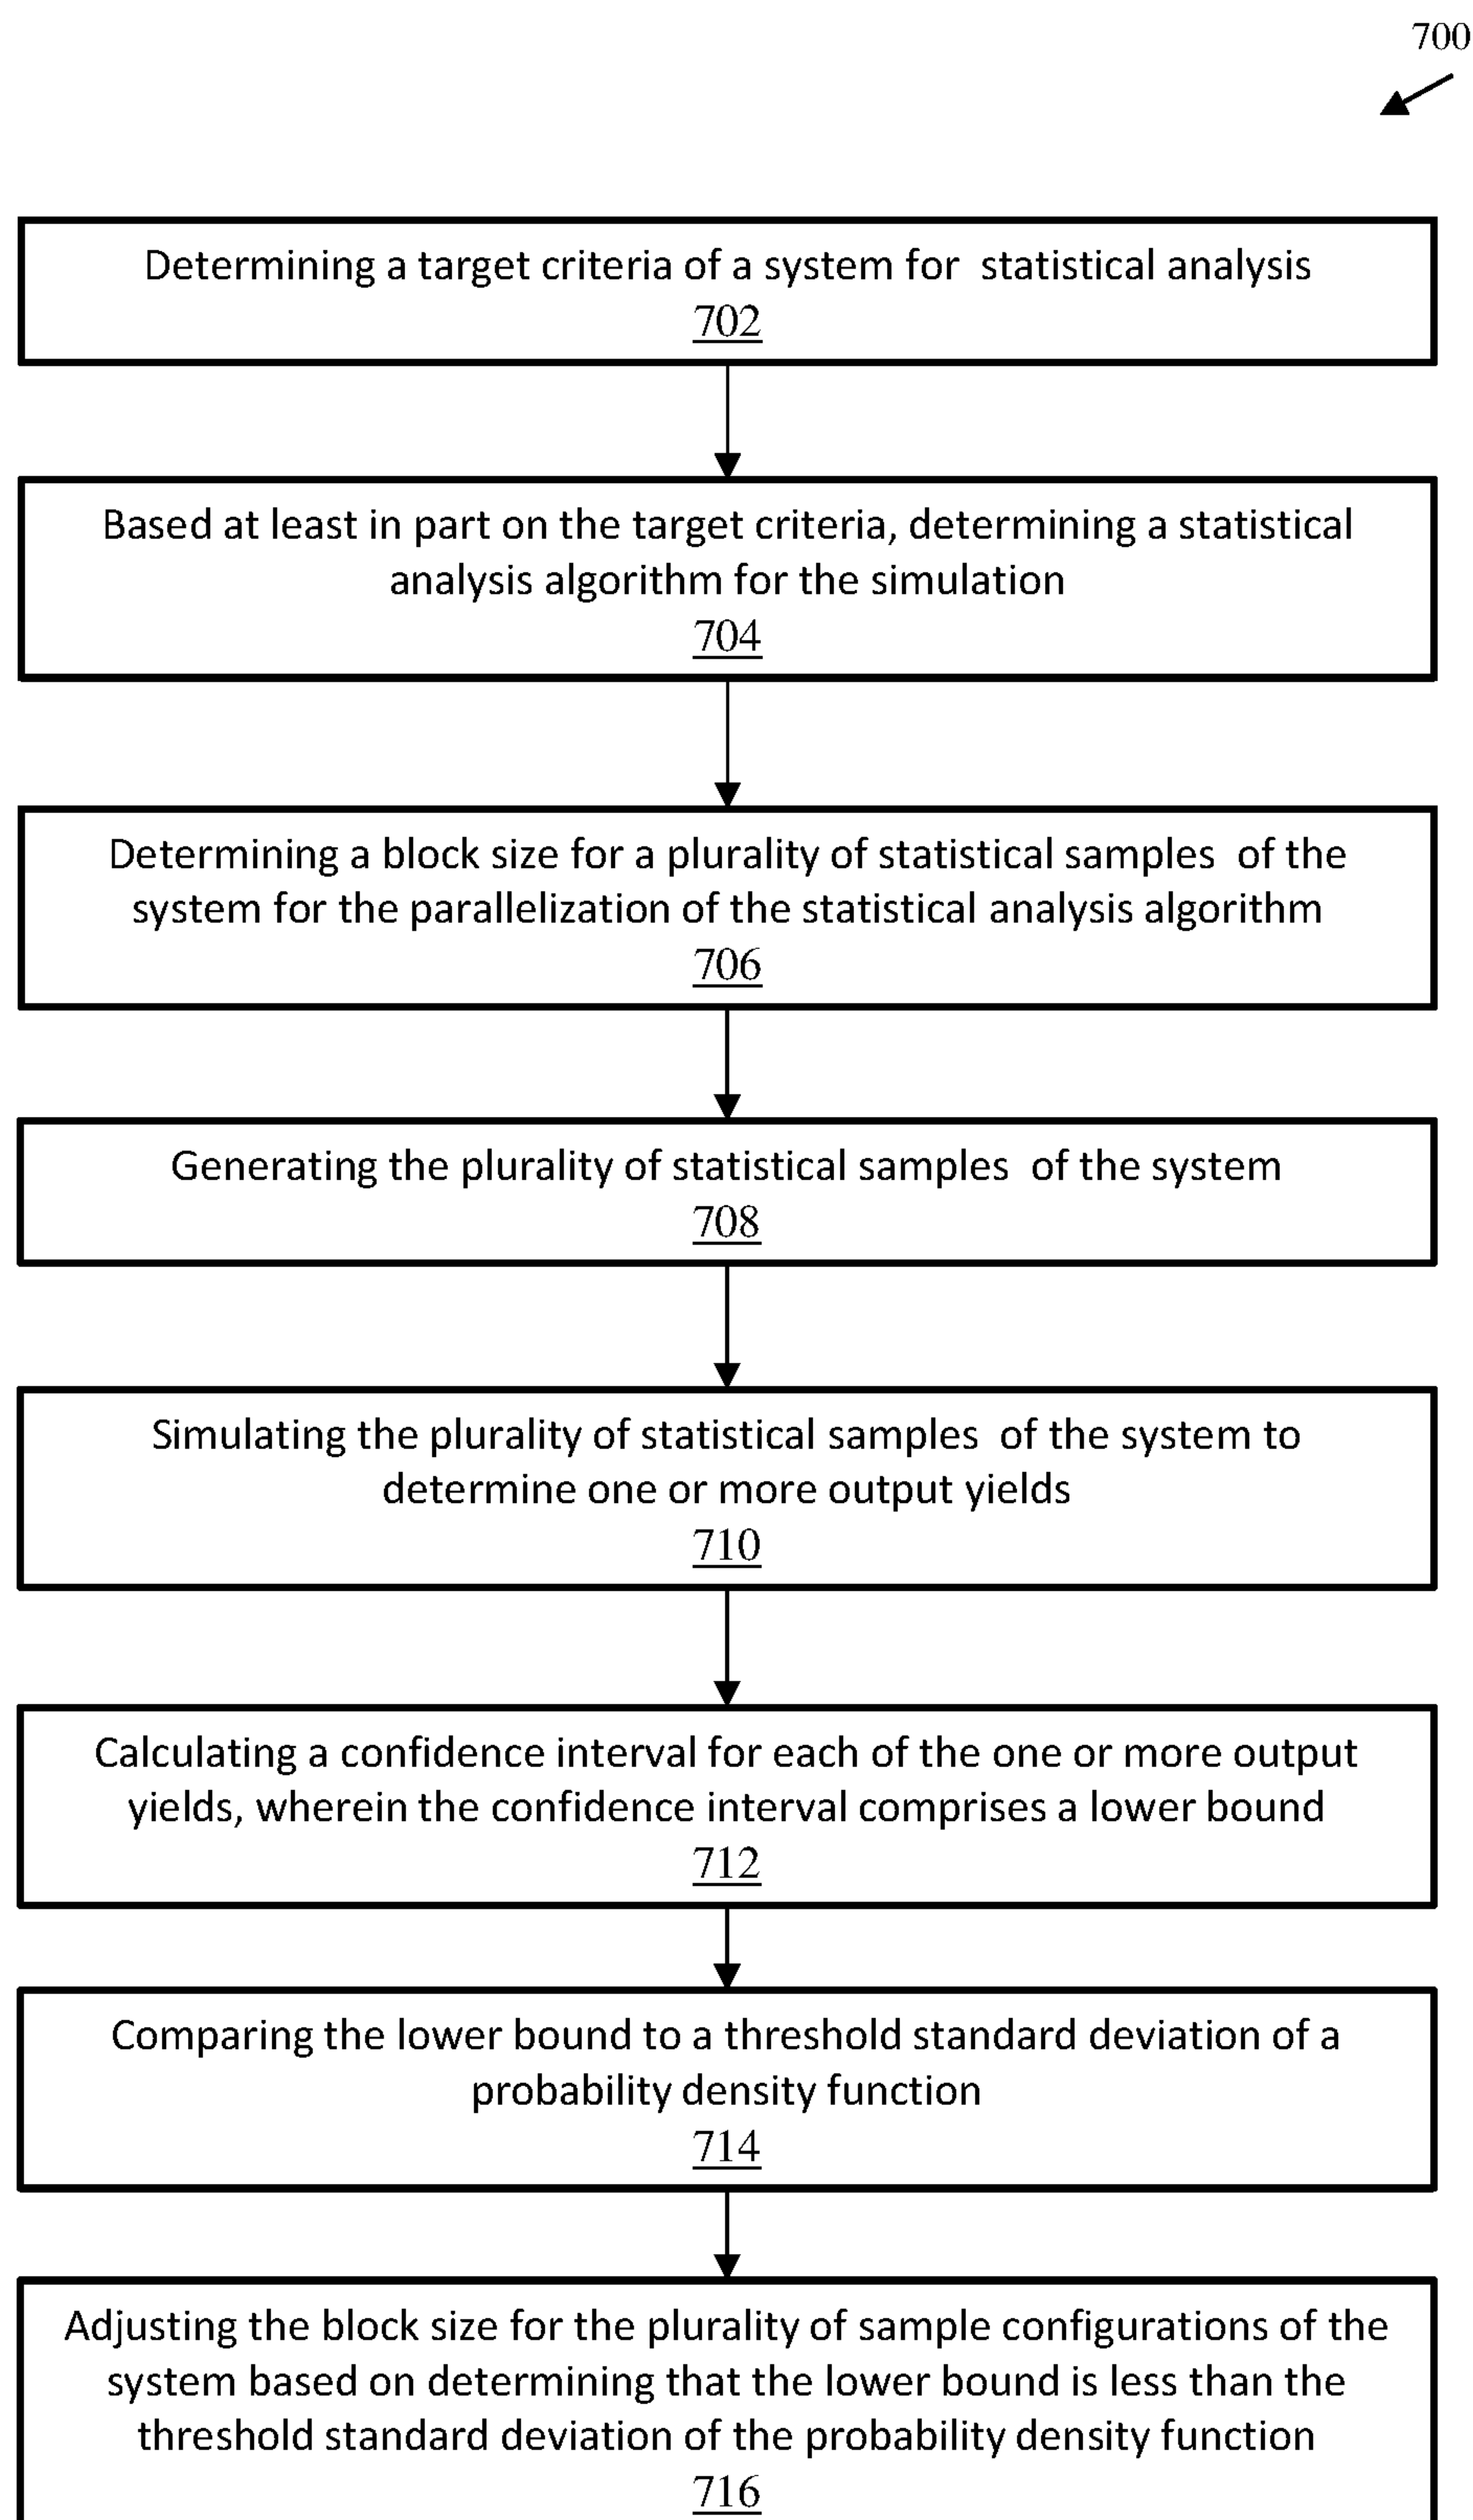 700
Determining a target criteria of a system for statistical analysis
702
Based at least in part on the target criteria, determining a statistical
analysis algorithm for the simulation
704
Determining a block size for a plurality of statistical samples of the
system for the parallelization of the statistical analysis algorithm
706
Generating the plurality of statistical samples of the system
708
Simulating the plurality of statistical samples of the system to
determine one or more output yields
710
Calculating a confidence interval for each of the one or more output
yields, wherein the confidence interval comprises a lower bound
712
Comparing the lower bound to a threshold standard deviation of a
probability density function
714
Adjusting the block size for the plurality of sample configurations of the
system based on determining that the lower bound is less than the
threshold standard deviation of the probability density function
716